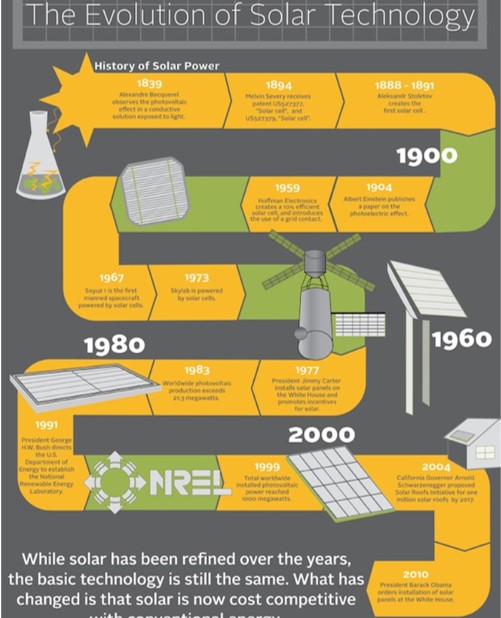 The Evolution of Solar Technology
History of Solar Power
1839
Alexandre Becquerel
observes the photovoltaic
effect in a conductive
solution exposed to light.
1894
Melvin Severy receives
patent US527377,
"Solar cell", and
US527379, "Solar cell".
1888 - 1891
Aleksandr Stoletov
creates the
first solar cell.
1900
1904
Albert Einstein publishes
a paper on the
photoelectric effect.
1959
Hoffman Electronics
creates a 10% efficient
solar cell, and introduces
the use of a grid contact.
1967
Soyuz 1 is the first
manned spacecraft
powered by solar cells.
1973
Skylab is powered
by solar cells.
1960
1977
President Jimmy Carter
installs solar panels on
the White House and
promotes incentives
for solar.
1983
Worldwide photovoltaic
production exceeds
21.3 megawatts.
1980
1991
President George
H.W. Bush directs
the U.S.
Department of
Energy to establish
the National
Renewable Energy
Laboratory.
NREL
1999
Total worldwide
installed photovoltaic
power reached
1000 megawatts.
2000
2004
California Governor Arnold
Schwarzenegger proposed
Solar Roofs Initiative for one
million solar roofs by 2017.
2010
President Barack Obama
orders installation of solar
panels at the White House.
While solar has been refined over the years,
the basic technology is still the same. What has
changed is that solar is now cost competitive
with conventional energy.